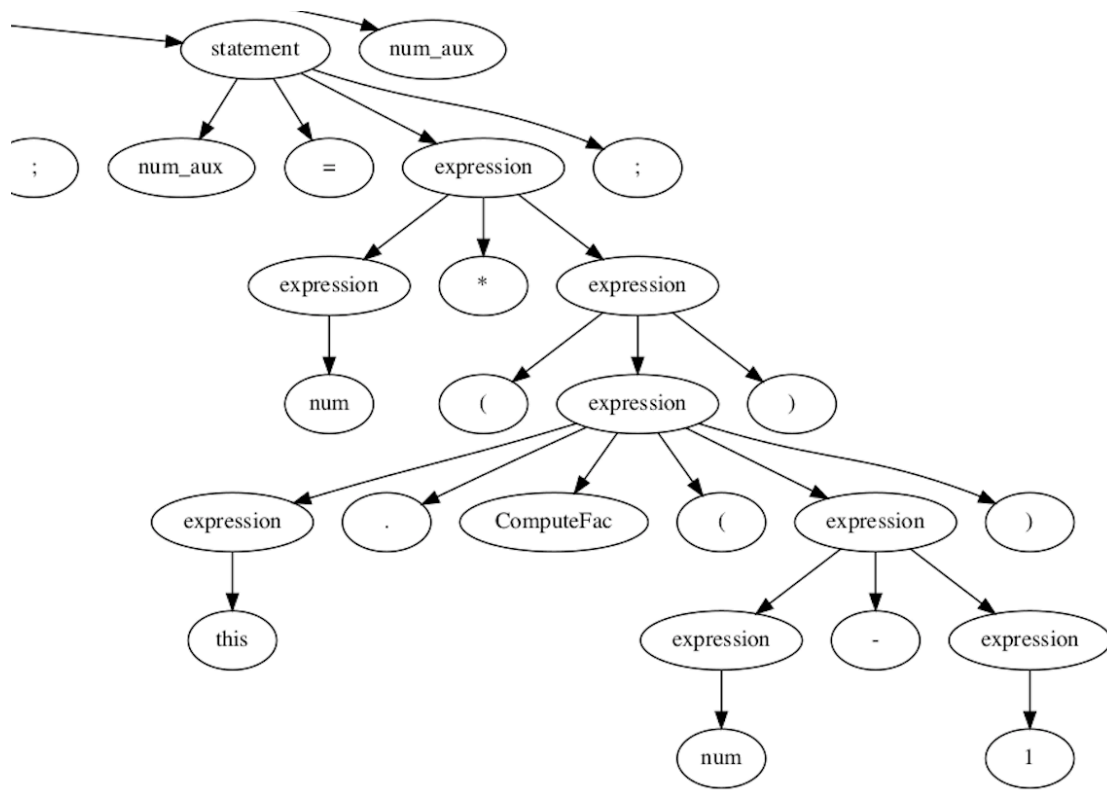 statement num_aux
; num_aux = expression ;
expression * expression
num ( expression )
expression . ComputeFac ( expression )
this expression - expression
num 1